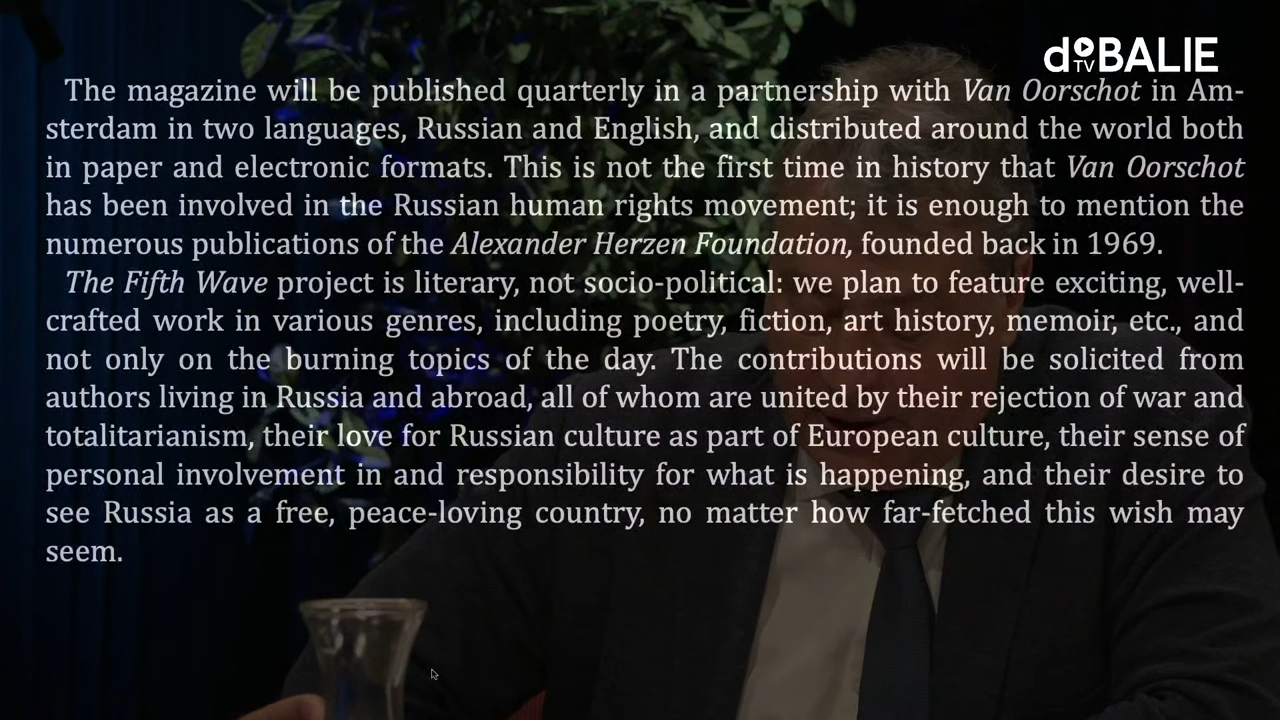 dTVBALIE
The magazine will be published quarterly in a partnership with Van Oorschot in Am-
sterdam in two languages, Russian and English, and distributed around the world both
in paper and electronic formats. This is not the first time in history that Van Oorschot
has been involved in the Russian human rights movement; it is enough to mention the
numerous publications of the Alexander Herzen Foundation, founded back in 1969.
The Fifth Wave project is literary, not socio-political: we plan to feature exciting, well-
crafted work in various genres, including poetry, fiction, art history, memoir, etc., and
not only on the burning topics of the day. The contributions will be solicited from
authors living in Russia and abroad, all of whom are united by their rejection of war and
totalitarianism, their love for Russian culture as part of European culture, their sense of
personal involvement in and responsibility for what is happening, and their desire to
see Russia as a free, peace-loving country, no matter how far-fetched this wish may
seem.